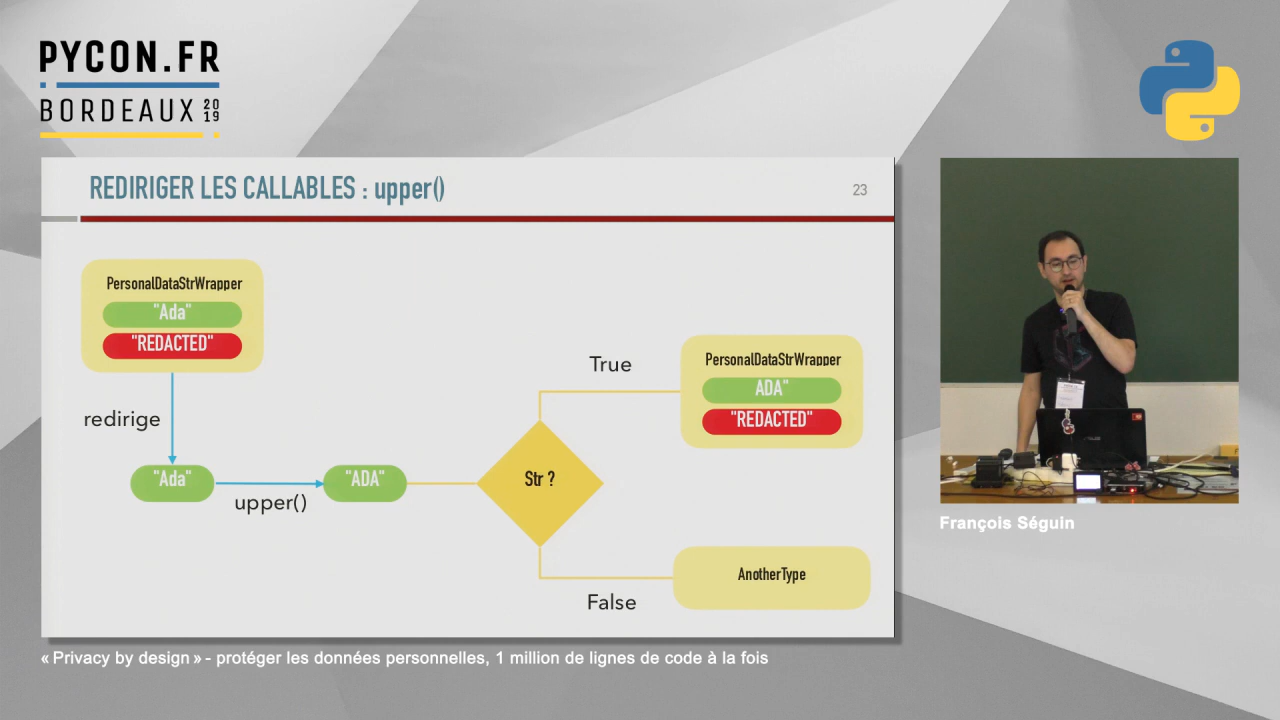 PYCON.FR
BORDEAUX 2019
REDIRIGER LES CALLABLES : upper()
23
PersonalDataStrWrapper
"Ada"
"REDACTED"
redirige
"Ada"
upper()
"ADA"
Str ?
True
PersonalDataStrWrapper
ADA"
"REDACTED"
False
AnotherType
François Séguin
« Privacy by design » - protéger les données personnelles, 1 million de lignes de code à la fois